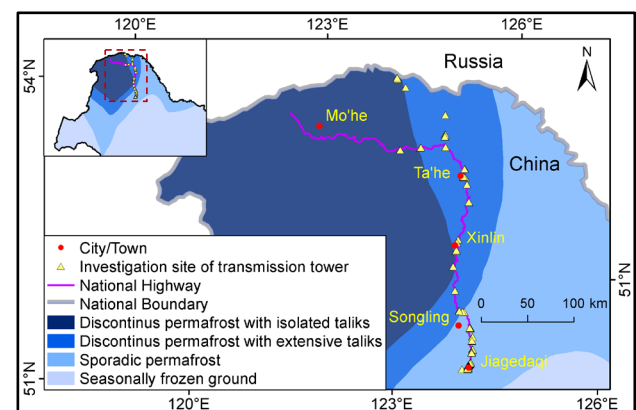 120°E
123°E
126°E
54°N
Russia
N
Mo'he
China
Ta'he
Xinlin
City/Town
Investigation site of transmission tower
National Highway
National Boundary
Discontinus permafrost with isolated taliks
Discontinus permafrost with extensive taliks
Sporadic permafrost
Seasonally frozen ground
Songling
0 50 100 km
Jiagedaqi
51°N
51°N
120°E
123°E
126°E